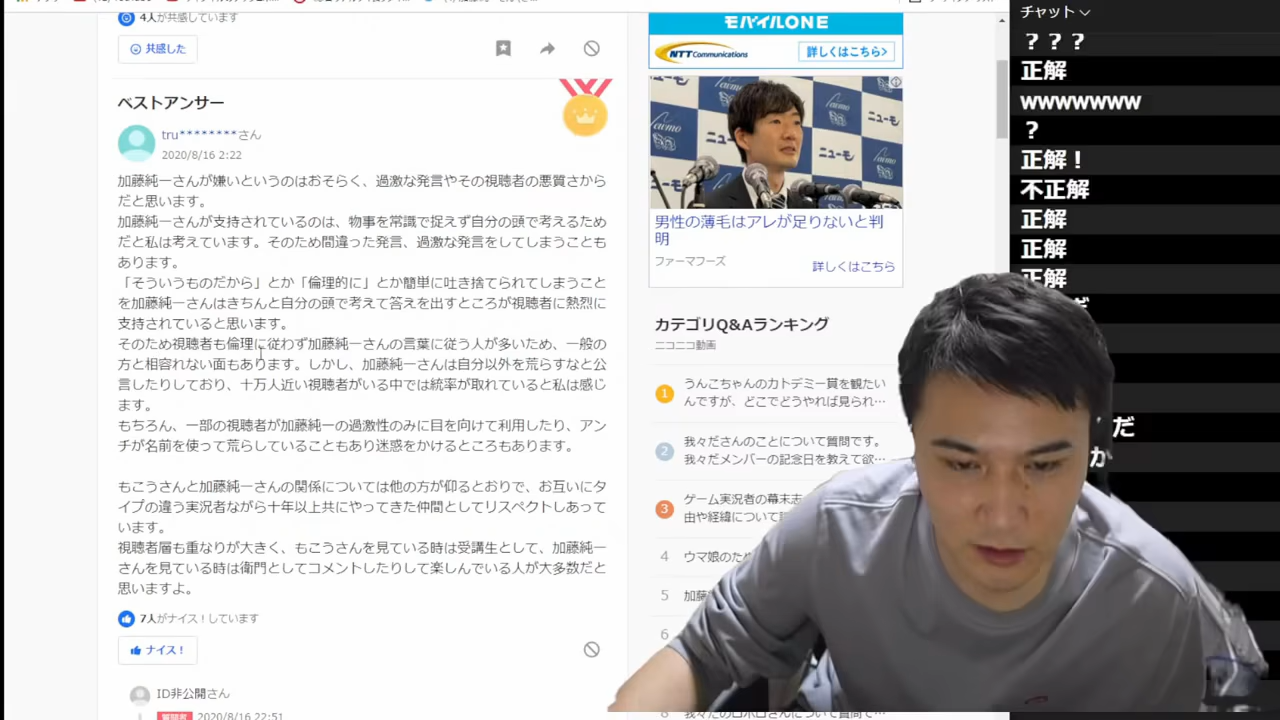 4人が共感しています
共感した
ベストアンサー
tru********さん
2020/8/16 2:22
加藤純一さんが嫌いというのはおそらく、過激な発言やその視聴者の悪質さから
だと思います。
加藤純一さんが支持されているのは、物事を常識で捉えず自分の頭で考えるため
だと私は考えています。そのため間違った発言、過激な発言をしてしまうことも
あります。
「そういうものだから」とか「倫理的に」とか簡単に吐き捨てられてしまうこと
を加藤純一さんはきちんと自分の頭で考えて答えを出すところが視聴者に熱烈に
支持されていると思います。
そのため視聴者も倫理に従わず加藤純一さんの言葉に従う人が多いため、一般の
方と相容れない面もあります。しかし、加藤純一さんは自分以外を荒らすなと公
言したりしており、十万人近い視聴者がいる中では統率が取れていると私は感じ
ます。
もちろん、一部の視聴者が加藤純一の過激性のみに目を向けて利用したり、アン
チが名前を使って荒らしていることもあり迷惑をかけるところもあります。
もこうさんと加藤純一さんの関係については他の方が仰るとおりで、お互いにタ
イプの違う実況者ながら十年以上共にやってきた仲間としてリスペクトしあって
います。
視聴者層も重なりが大きく、もこうさんを見ている時は受講生として、加藤純一
さんを見ている時は衛門としてコメントしたりして楽しんでいる人が大多数だと
思いますよ。
7人がナイス！しています
ナイス！
ID非公開さん
質問者 2020/8/16 22:51
モバイルONE
NTT Communications
詳しくはこちら>
ニューモ
ニューモ
男性の薄毛はアレが足りないと判
明
ファーマフーズ
詳しくはこちら
カテゴリQ&Aランキング
ニコニコ動画
1 うんこちゃんのカトデミー賞を観たい
んですが、どこでどうやれば見られ…
2 我々ださんのことについて質問です。
我々だメンバーの記念日を教えて欲…
3 ゲーム実況者の幕末志
由や経緯について
4 ウマ娘のため
5 加藤
6
チャット
？？？
正解
wwwwwww
？
正解！
不正解
正解
正解
正解
だ
か